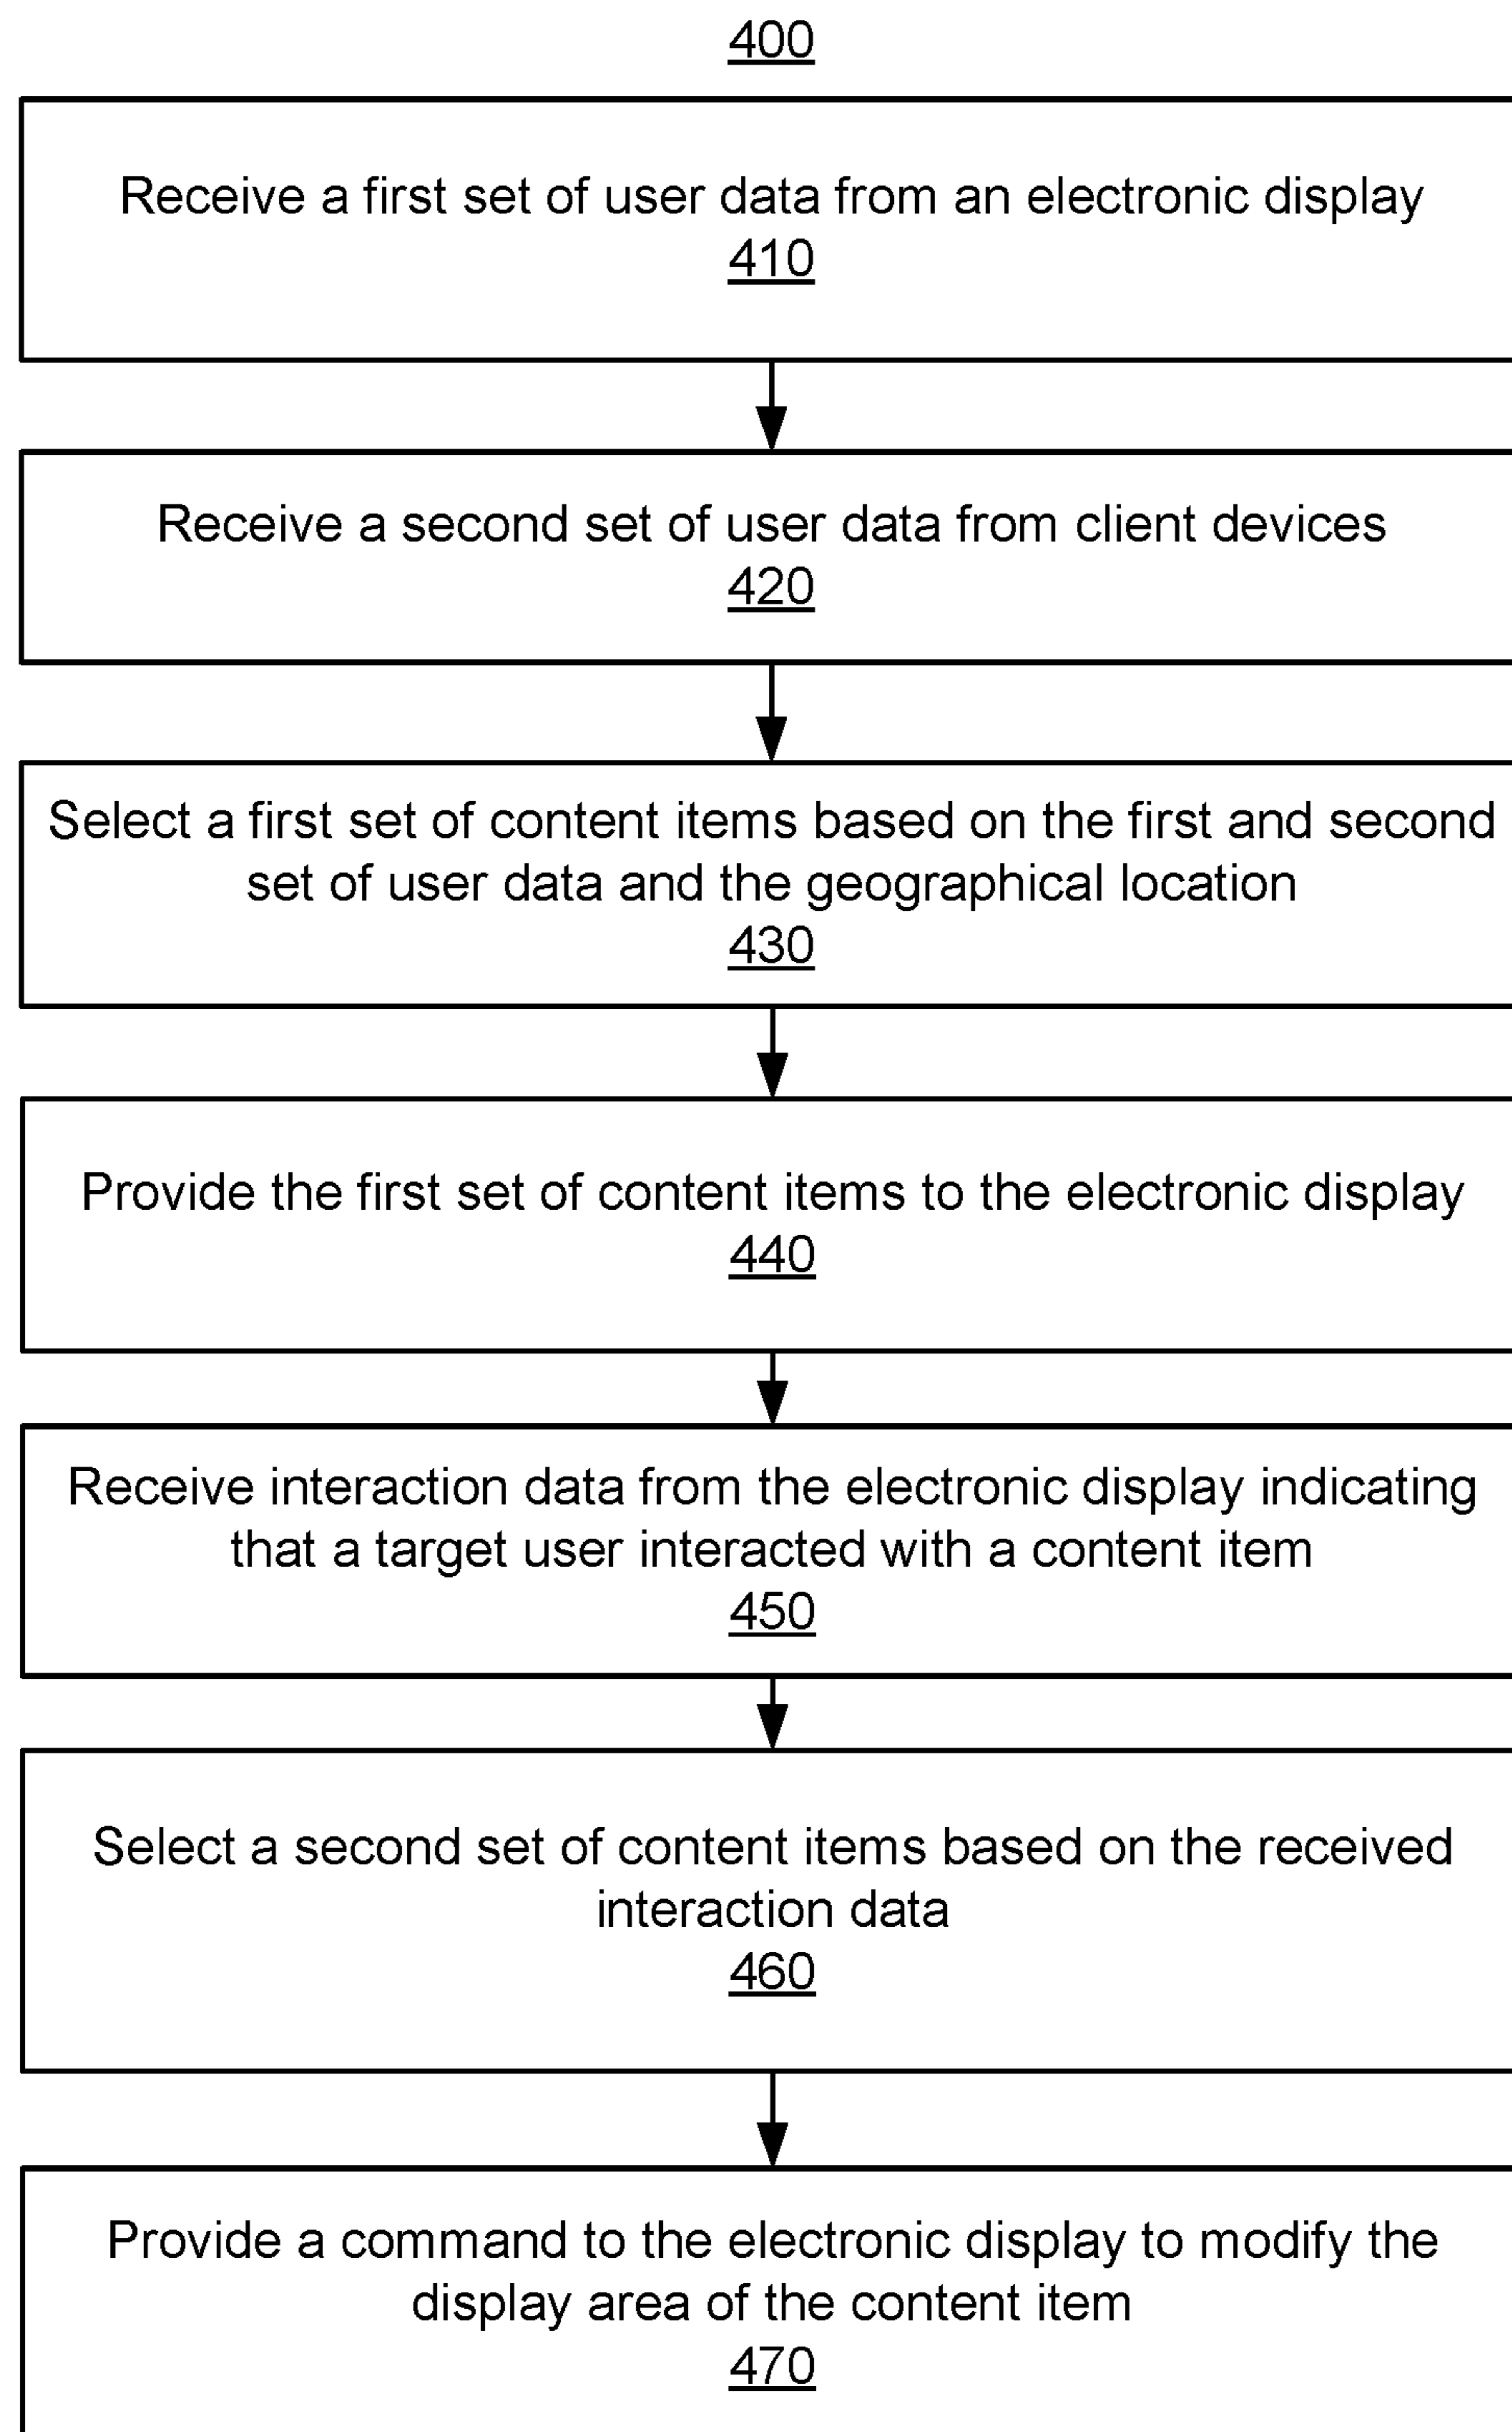 400
Receive a first set of user data from an electronic display
410
Receive a second set of user data from client devices
420
Select a first set of content items based on the first and second
set of user data and the geographical location
430
Provide the first set of content items to the electronic display
440
Receive interaction data from the electronic display indicating
that a target user interacted with a content item
450
Select a second set of content items based on the received
interaction data
460
Provide a command to the electronic display to modify the
display area of the content item
470